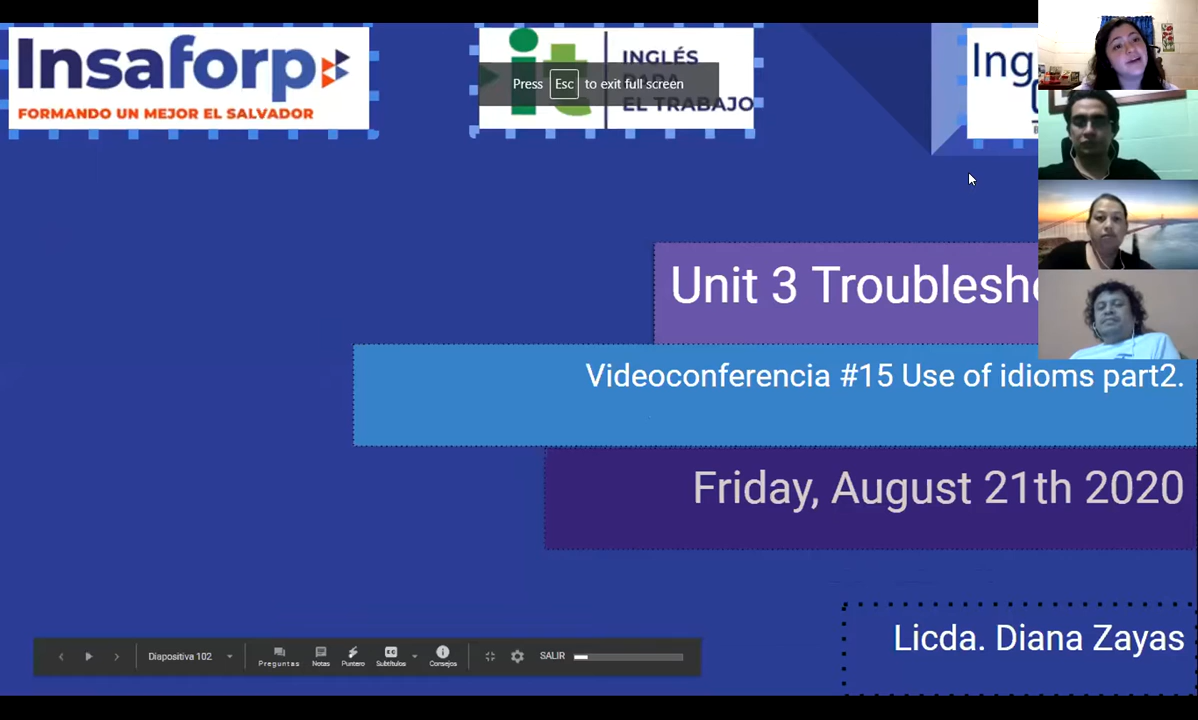 Insaforp
FORMANDO UN MEJOR EL SALVADOR
it
INGLÉS
EL TRABAJO
Press Esc to exit full screen
Ing
Unit 3 Troublesh
Videoconferencia #15 Use of idioms part2.
Friday, August 21th 2020
Licda. Diana Zayas
Diapositiva 102
Preguntas
Notas
Puntero
Subtítulos
Consejos
SALIR